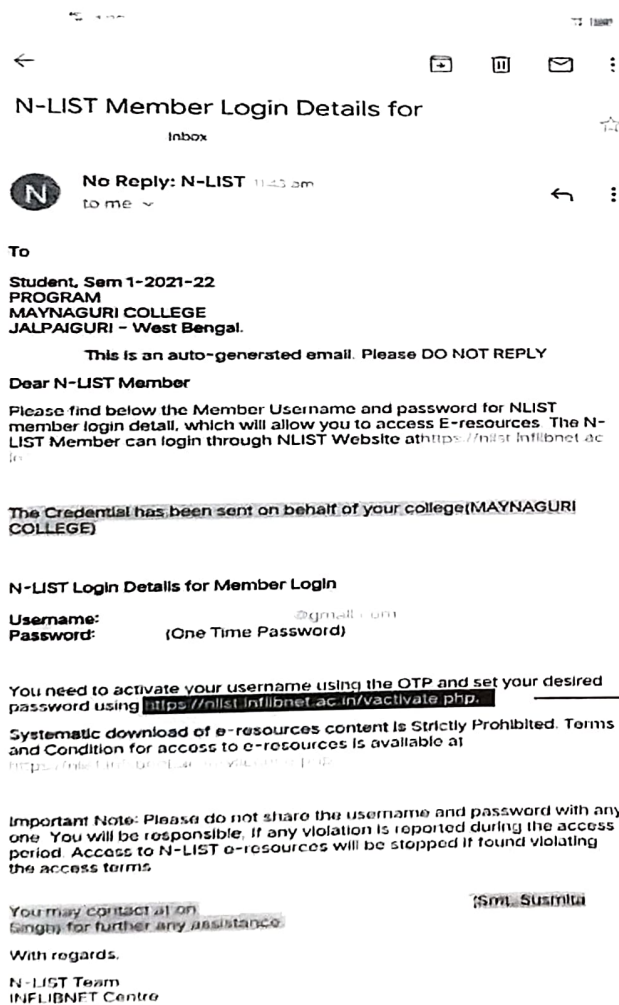 N-LIST Member Login Details for
Inbox
N
No Reply: N-LIST 11:45 am
to me
To
Student, Sem 1-2021-22
PROGRAM
MAYNAGURI COLLEGE
JALPAIGURI - West Bengal.
This is an auto-generated email. Please DO NOT REPLY
Dear N-LIST Member
Please find below the Member Username and password for NLIST
member login detail, which will allow you to access E-resources. The N-
LIST Member can login through NLIST Website athttps://nlist.inflibnet.ac
The Credential has been sent on behalf of your college(MAYNAGURI
COLLEGE)
N-LIST Login Details for Member Login
Username: @gmail.com
Password: (One Time Password)
You need to activate your username using the OTP and set your desired
password using https://nlist.inflibnet.ac.in/vactivate.php.
Systematic download of e-resources content is Strictly Prohibited. Terms
and Condition for access to e-resources is available at
Important Note: Please do not share the username and password with any
one. You will be responsible, if any violation is reported during the access
period. Access to N-LIST e-resources will be stopped if found violating
the access terms
You may contact at on (Smt. Susmita
Singh) for further any assistance.
With regards,
N-LIST Team
INFLIBNET Centre